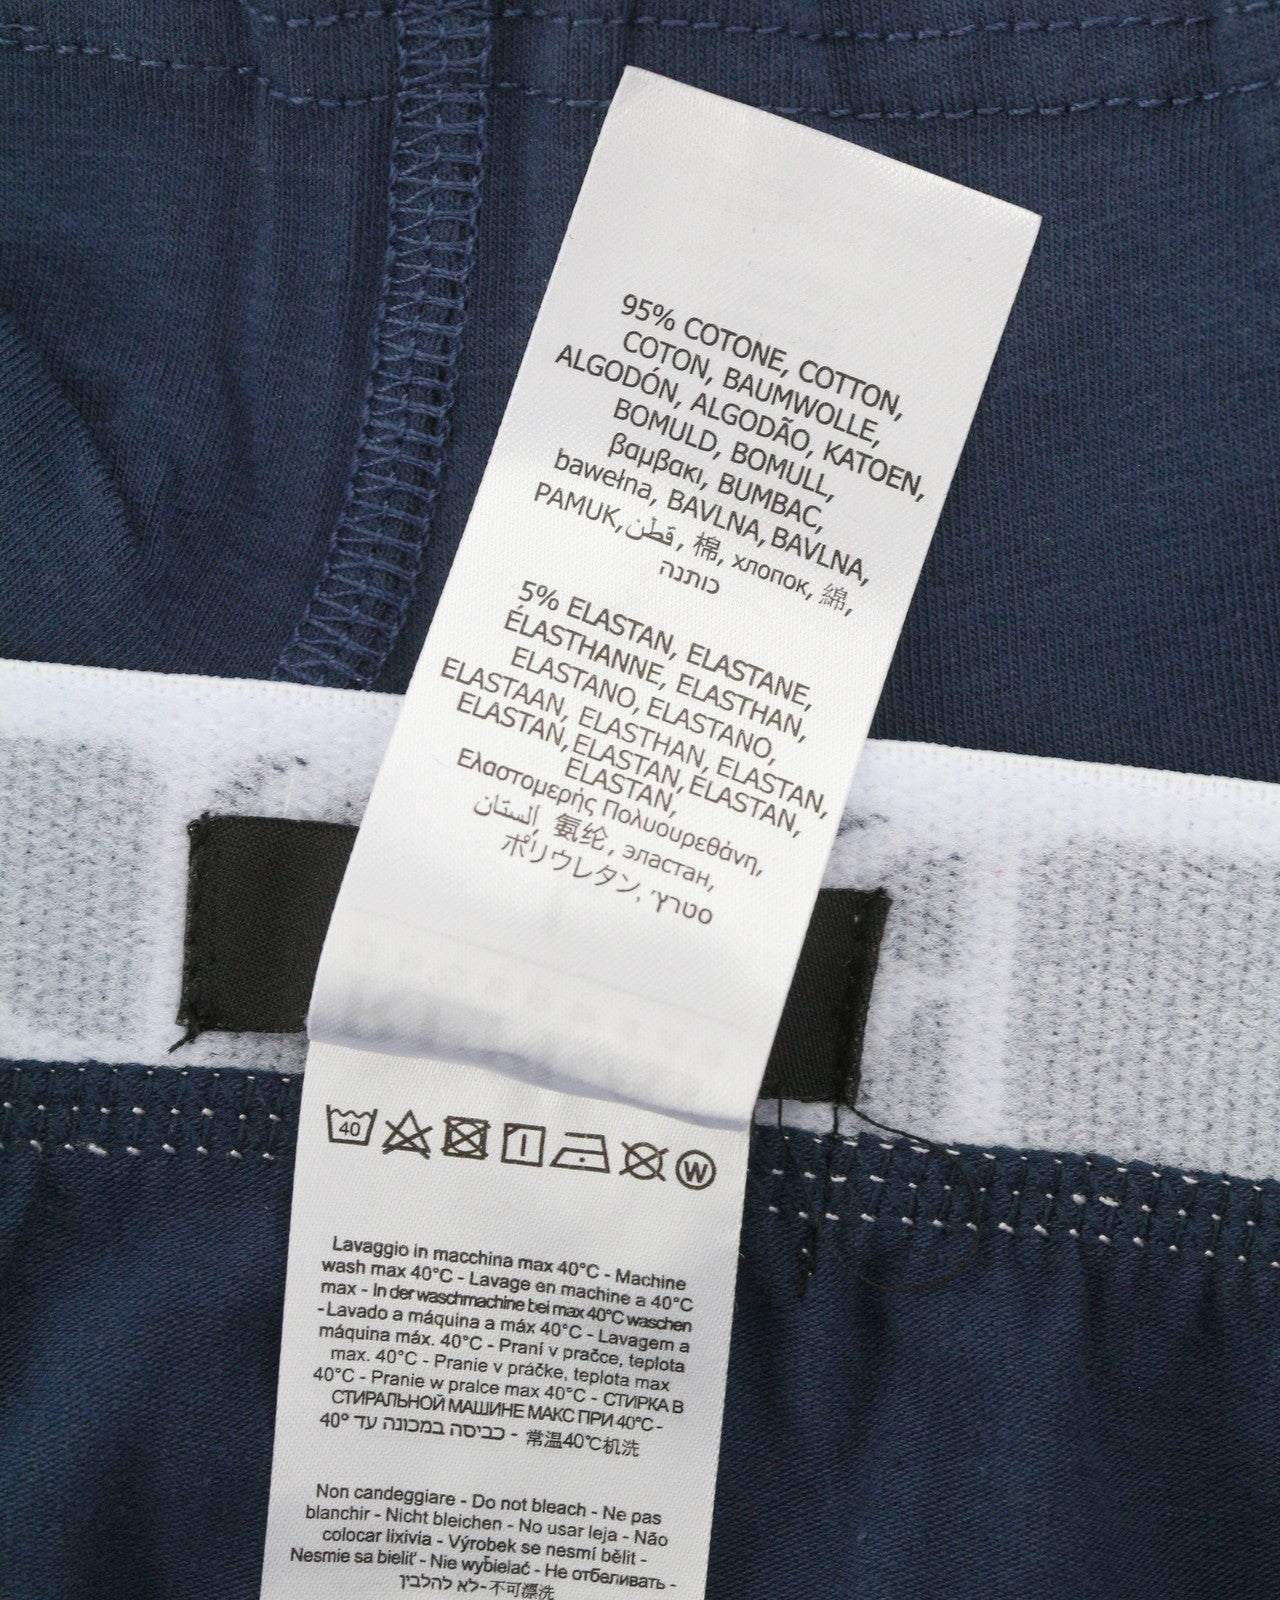 95% COTONE, COTTON,
COTON, BAUMWOLLE,
ALGODÓN, ALGODÃO, KATOEN,
BOMULD, BOMULL,
βαμβακι, BUMBAC,
bawełna, BAVLNA, BAVLNA,
PAMUK, قُطْن, 棉, хлопок, 綿,
כותנה
5% ELASTAN, ELASTANE,
ÉLASTHANNE, ELASTHAN,
ELASTANO, ELASTANO,
ELASTAAN, ELASTHAN, ELASTAN,
ELASTAN, ELASTAN, ELASTAN,
ELASTAN,
Ελαστομερής Πολυουρεθάνη,
إلستان, 氨纶, эластан,
ポリウレタン, סטרץ'
40 W
Lavaggio in macchina max 40°C - Machine
wash max 40°C - Lavage en machine a 40°C
max - In der waschmachine bei max 40°C waschen
- Lavado a máquina a máx 40°C - Lavagem a
máquina máx. 40°C - Praní v pračce, teplota
max. 40°C - Pranie v práčke, teplota max
40°C - Pranie w pralce max 40°C - СТИРКА В
СТИРАЛЬНОЙ МАШИНЕ МАКС ПРИ 40°C -
כביסה במכונה עד 40° - 常温40℃机洗
Non candeggiare - Do not bleach - Ne pas
blanchir - Nicht bleichen - No usar leja - Não
colocar lixivia - Výrobek se nesmí bělit -
Nesmie sa bieliť - Nie wybielać - Не отбеливать -
לא להלבין-不可漂洗